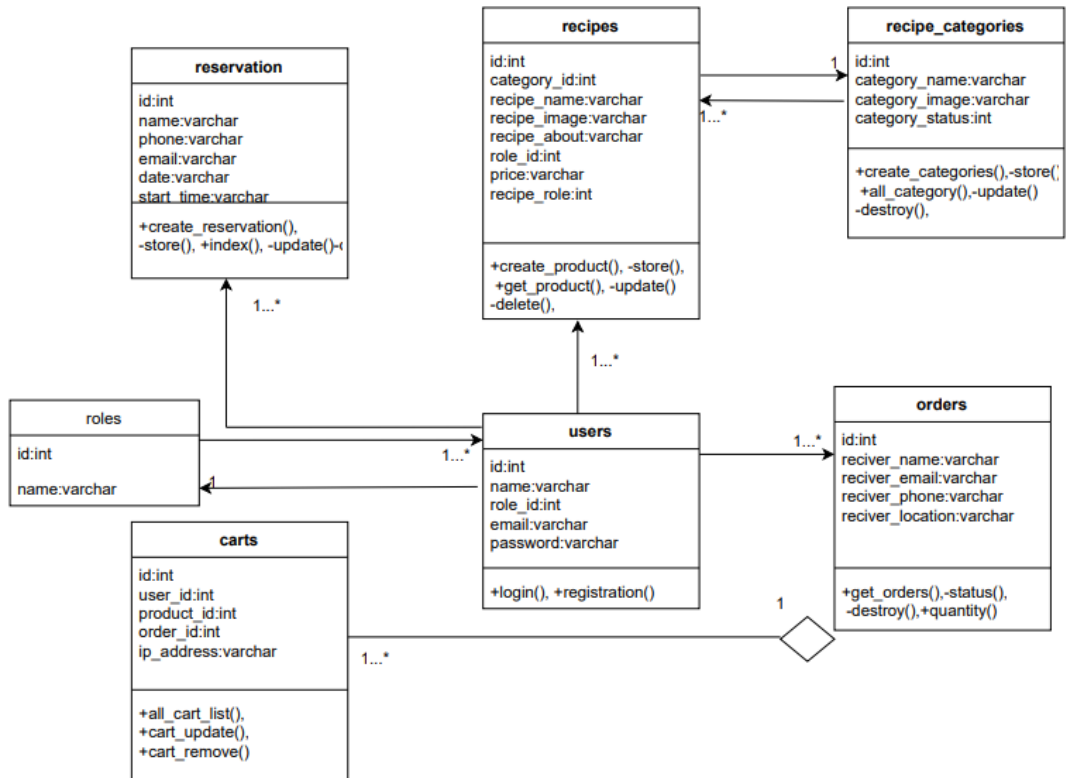 reservation
id:int
name:varchar
phone:varchar
email:varchar
date:varchar
start_time:varchar
+create_reservation(),
-store(), +index(), -update()-
1...*
recipes
id:int
category_id:int
recipe_name:varchar
recipe_image:varchar
recipe_about:varchar
role_id:int
price:varchar
recipe_role:int
+create_product(), -store(),
+get_product(), -update()
-delete(),
1
1...*
recipe_categories
id:int
category_name:varchar
category_image:varchar
category_status:int
+create_categories(),-store()
+all_category(),-update()
-destroy(),
1...*
roles
id:int
name:varchar
1...*
1
users
id:int
name:varchar
role_id:int
email:varchar
password:varchar
+login(), +registration()
1...*
orders
id:int
reciver_name:varchar
reciver_email:varchar
reciver_phone:varchar
reciver_location:varchar
+get_orders(),-status(),
-destroy(),+quantity()
1
carts
id:int
user_id:int
product_id:int
order_id:int
ip_address:varchar
+all_cart_list(),
+cart_update(),
+cart_remove()
1...*